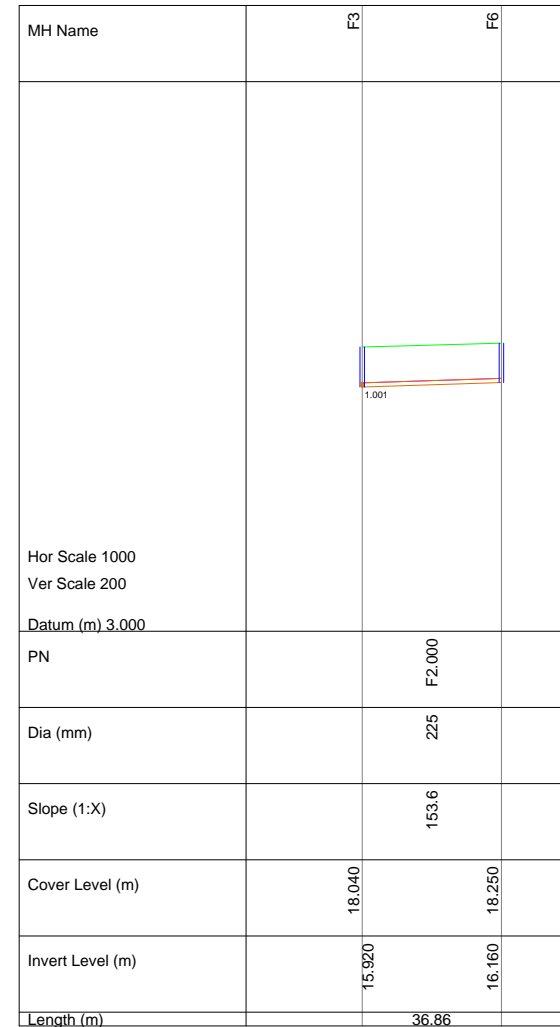 MH Name
F3
F6
1.001
Hor Scale 1000
Ver Scale 200
Datum (m) 3.000
PN
F2.000
Dia (mm)
225
Slope (1:X)
153.6
Cover Level (m)
18.040
18.250
Invert Level (m)
15.920
16.160
Length (m)
36.86